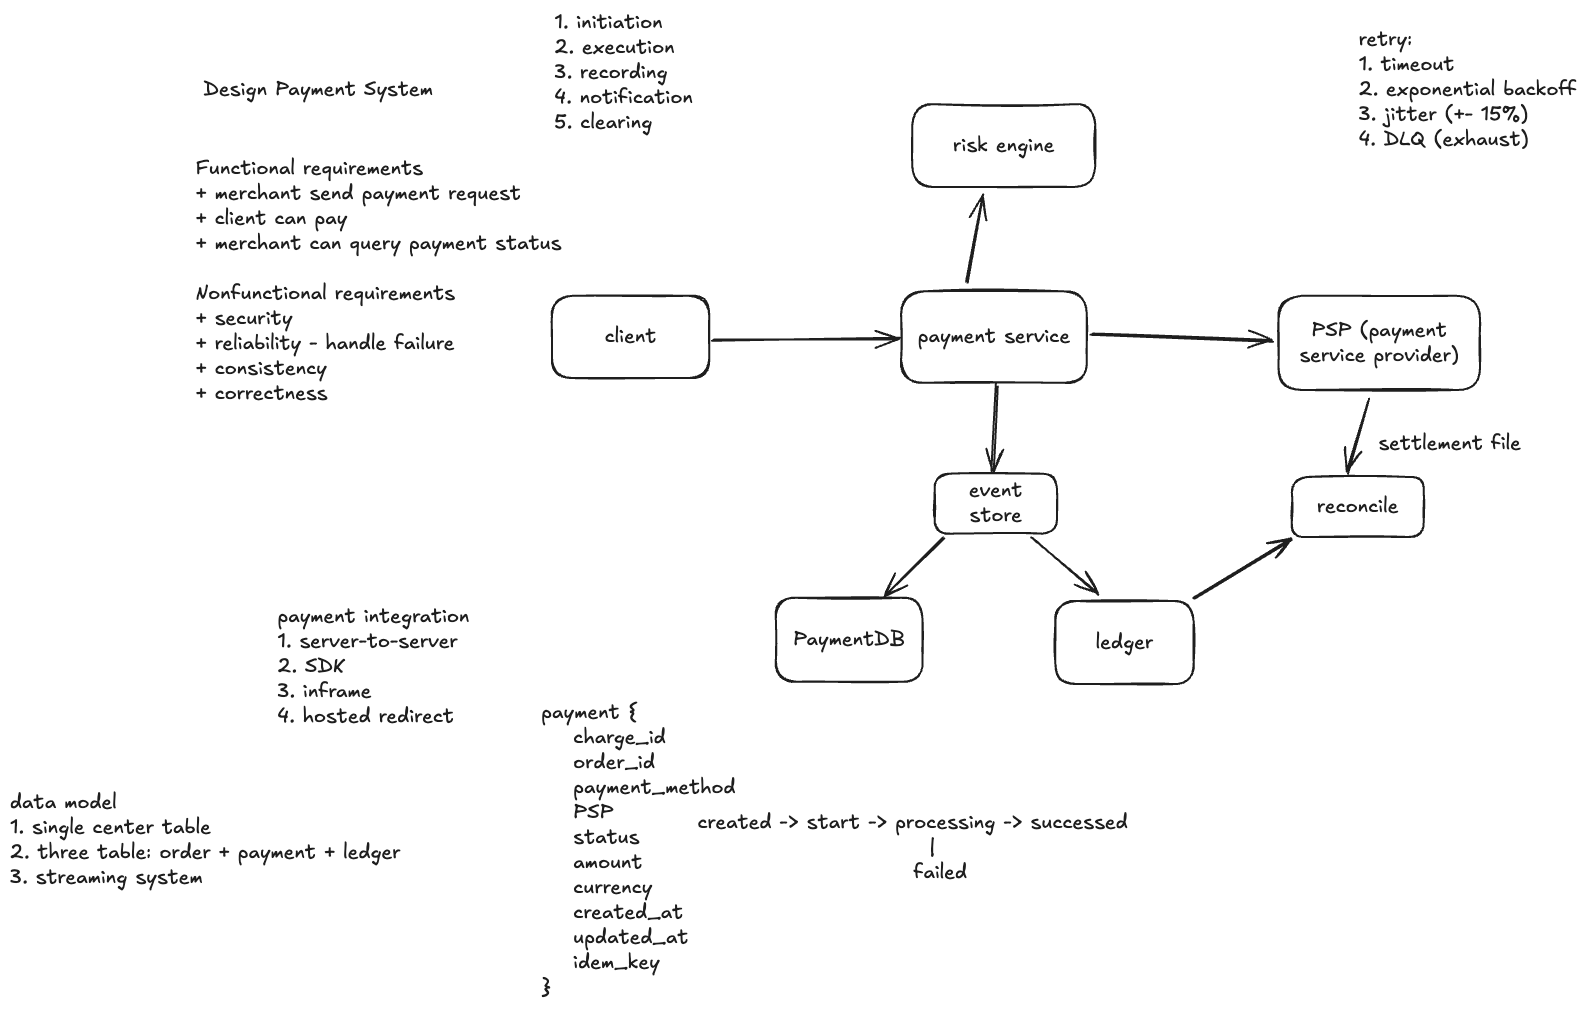 Design Payment System
1. initiation
2. execution
3. recording
4. notification
5. clearing
retry:
1. timeout
2. exponential backoff
3. jitter (+- 15%)
4. DLQ (exhaust)
Functional requirements
+ merchant send payment request
+ client can pay
+ merchant can query payment status
Nonfunctional requirements
+ security
+ reliability - handle failure
+ consistency
+ correctness
risk engine
client
payment service
PSP (payment
service provider)
settlement file
event
store
reconcile
PaymentDB
ledger
payment integration
1. server-to-server
2. SDK
3. inframe
4. hosted redirect
data model
1. single center table
2. three table: order + payment + ledger
3. streaming system
payment {
charge_id
order_id
payment_method
PSP
status
amount
currency
created_at
updated_at
idem_key
}
created -> start -> processing -> successed
|
failed